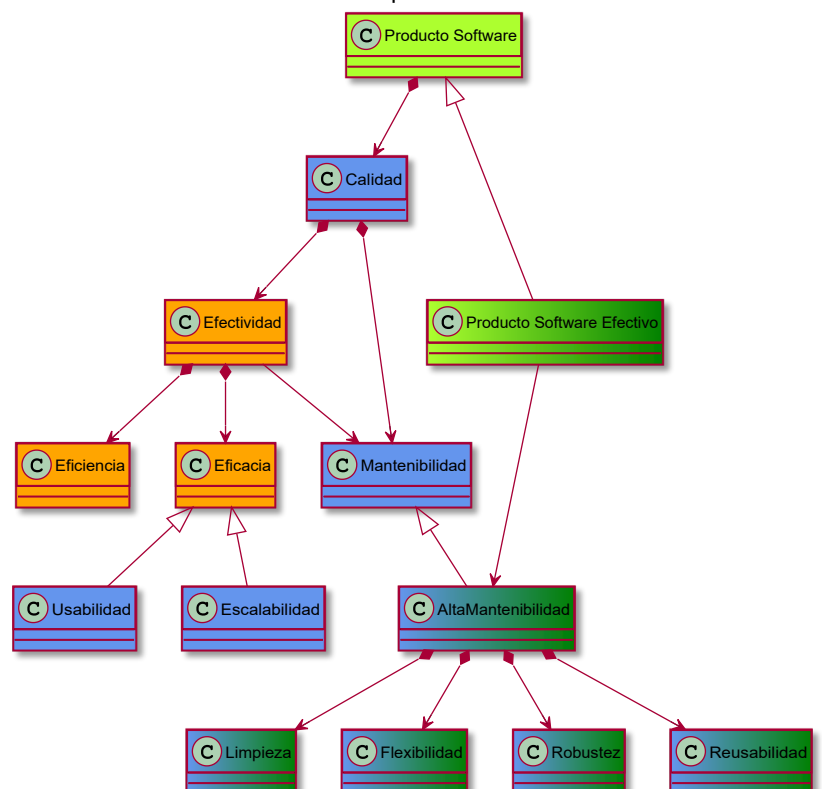 C Producto Software
C Calidad
C Efectividad
C Producto Software Efectivo
C Eficiencia
C Eficacia
C Mantenibilidad
C Usabilidad
C Escalabilidad
C AltaMantenibilidad
C Limpieza
C Flexibilidad
C Robustez
C Reusabilidad